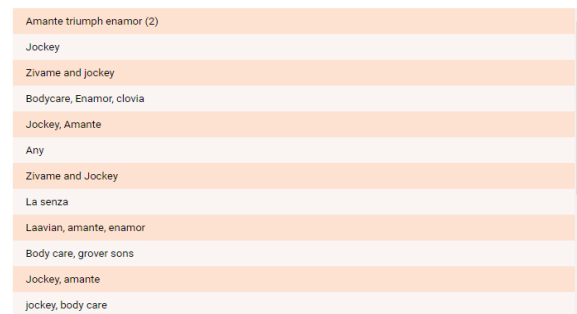 Amante triumph enamor (2)
Jockey
Zivame and jockey
Bodycare, Enamor, clovia
Jockey, Amante
Any
Zivame and Jockey
La senza
Laavian, amante, enamor
Body care, grover sons
Jockey, amante
jockey, body care